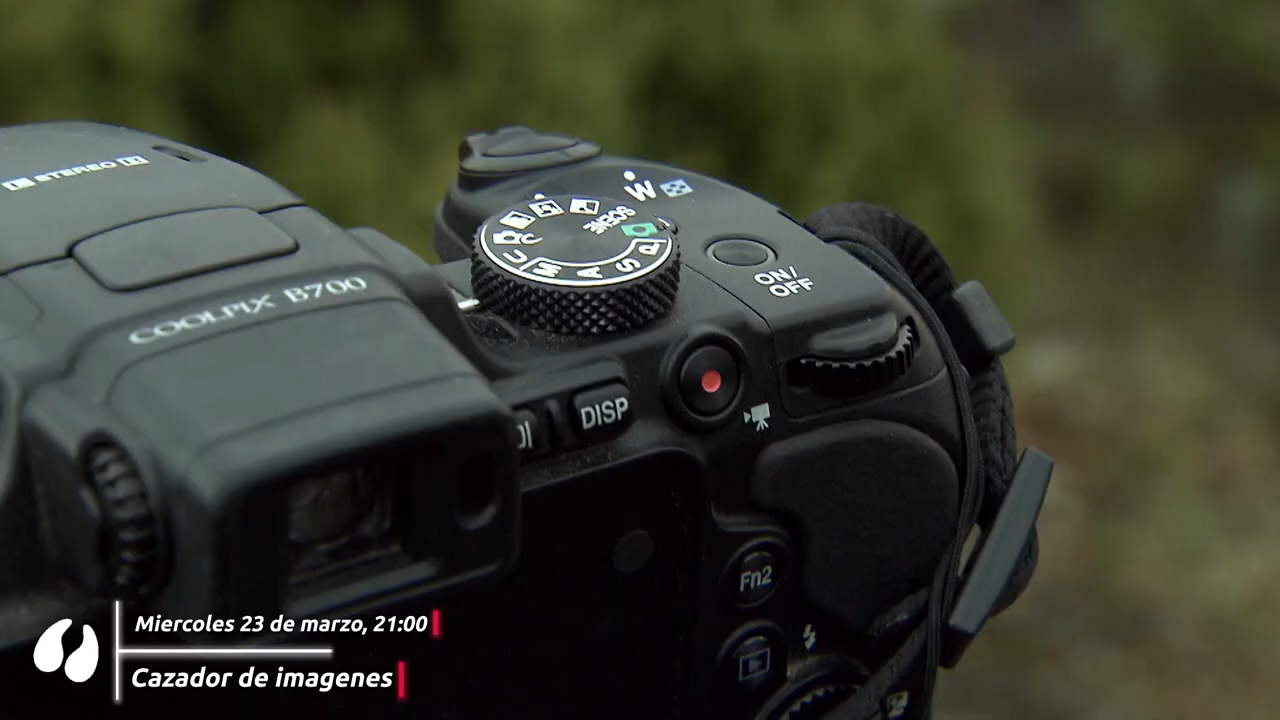 STEREO
COOLPIX B700
C
U
M
A
S
P
SCENE
W
ON/
OFF
DISP
Fn2
Miercoles 23 de marzo, 21:00
Cazador de imagenes